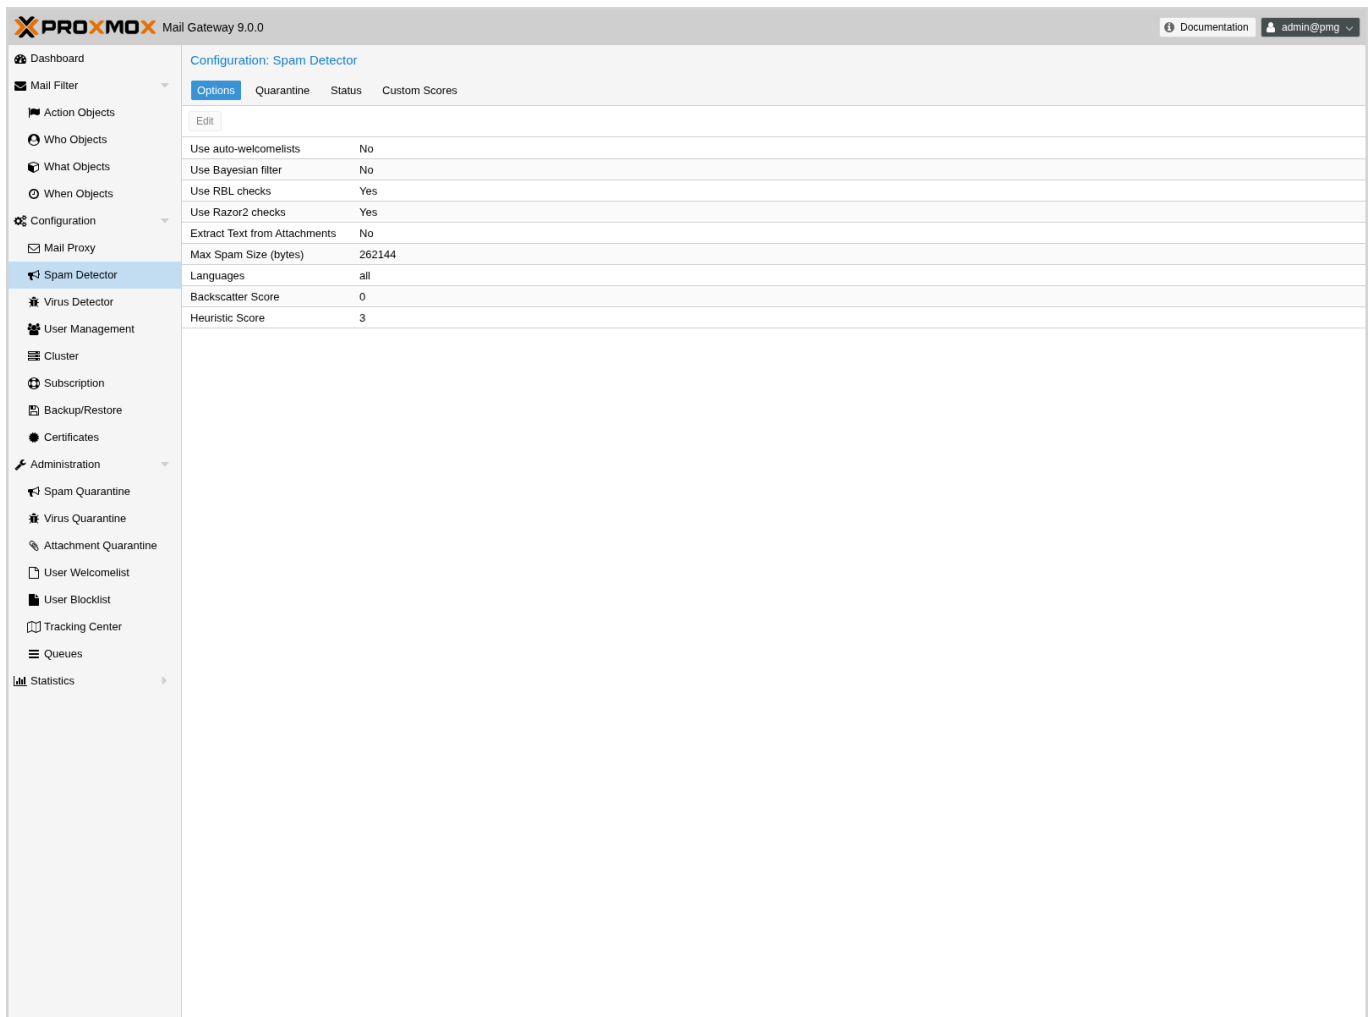 PROXMOX Mail Gateway 9.0.0
Documentation
admin@pmg
Dashboard
Mail Filter
Action Objects
Who Objects
What Objects
When Objects
Configuration
Mail Proxy
Spam Detector
Virus Detector
User Management
Cluster
Subscription
Backup/Restore
Certificates
Administration
Spam Quarantine
Virus Quarantine
Attachment Quarantine
User Welcomelist
User Blocklist
Tracking Center
Queues
Statistics
Configuration: Spam Detector
Options Quarantine Status Custom Scores
Edit
Use auto-welcomelists No
Use Bayesian filter No
Use RBL checks Yes
Use Razor2 checks Yes
Extract Text from Attachments No
Max Spam Size (bytes) 262144
Languages all
Backscatter Score 0
Heuristic Score 3